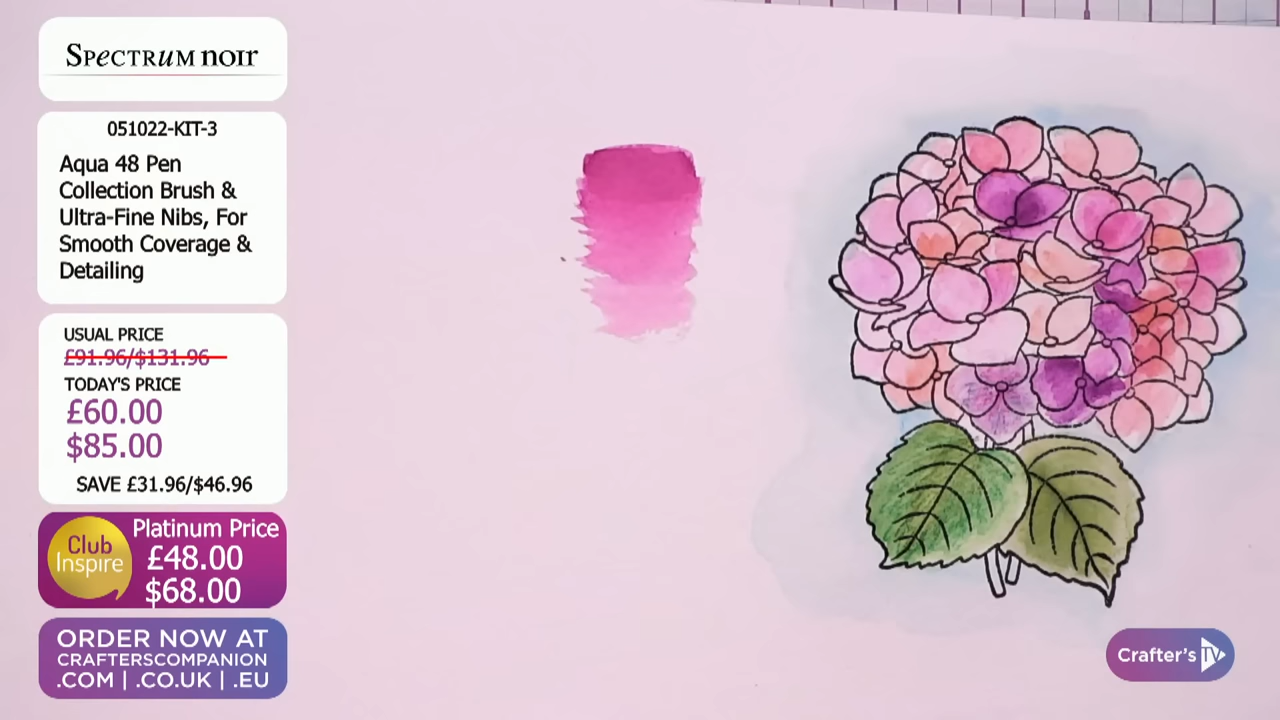 Spectrum noir
051022-KIT-3
Aqua 48 Pen
Collection Brush &
Ultra-Fine Nibs, For
Smooth Coverage &
Detailing
USUAL PRICE
£91.96/$131.96
TODAY'S PRICE
£60.00
$85.00
SAVE £31.96/$46.96
Club
Inspire
Platinum Price
£48.00
$68.00
ORDER NOW AT
CRAFTERSCOMPANION
.COM | .CO.UK | .EU
Crafter's TV